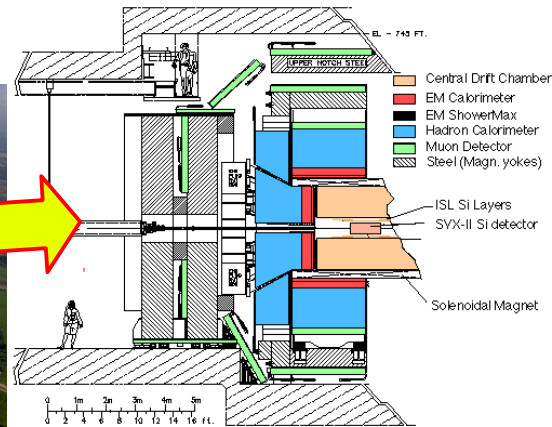 EL - 743 FT.
UPPER NOTCH STEEL
Central Drift Chamber
EM Calorimeter
EM ShowerMax
Hadron Calorimeter
Muon Detector
Steel (Magn. yokes)
ISL Si Layers
SVX-II Si detector
Solenoidal Magnet
0 1m 2m 3m 4m 5m
0 2 4 6 8 10 12 14 16 ft.